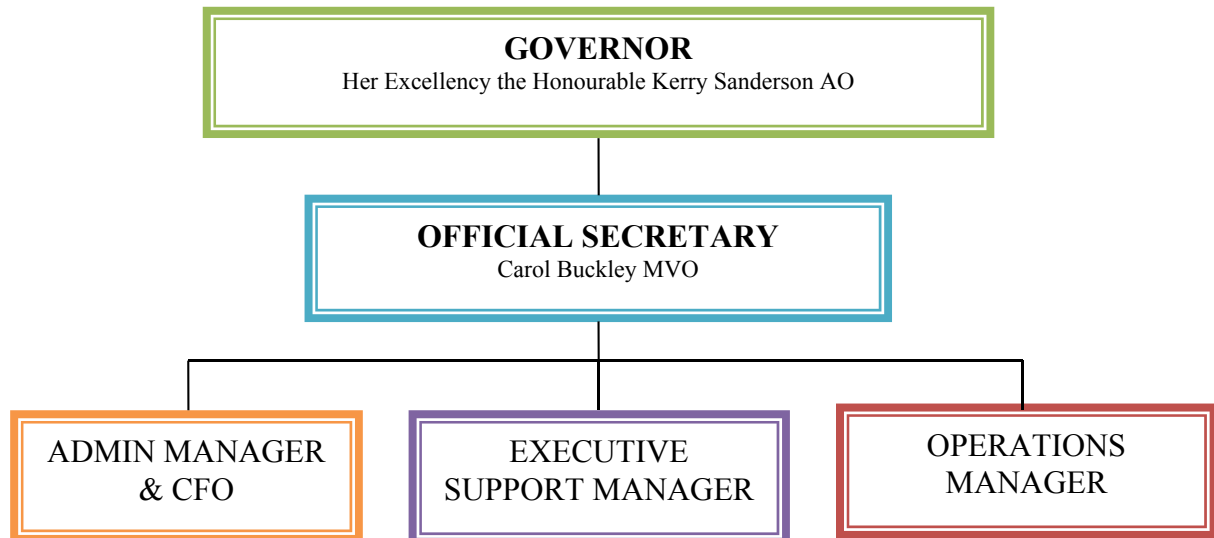 GOVERNOR
Her Excellency the Honourable Kerry Sanderson AO
OFFICIAL SECRETARY
Carol Buckley MVO
ADMIN MANAGER
& CFO
EXECUTIVE
SUPPORT MANAGER
OPERATIONS
MANAGER